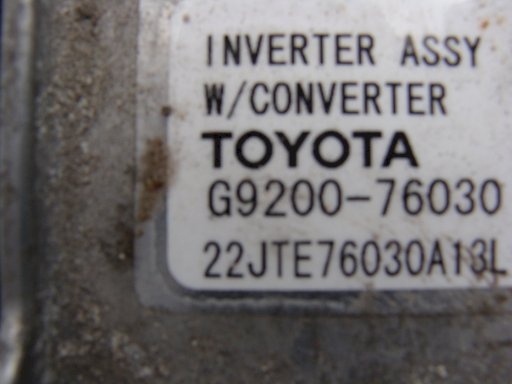 INVERTER ASSY
W/CONVERTER
TOYOTA
G9200-76030
22JTE76030A13L